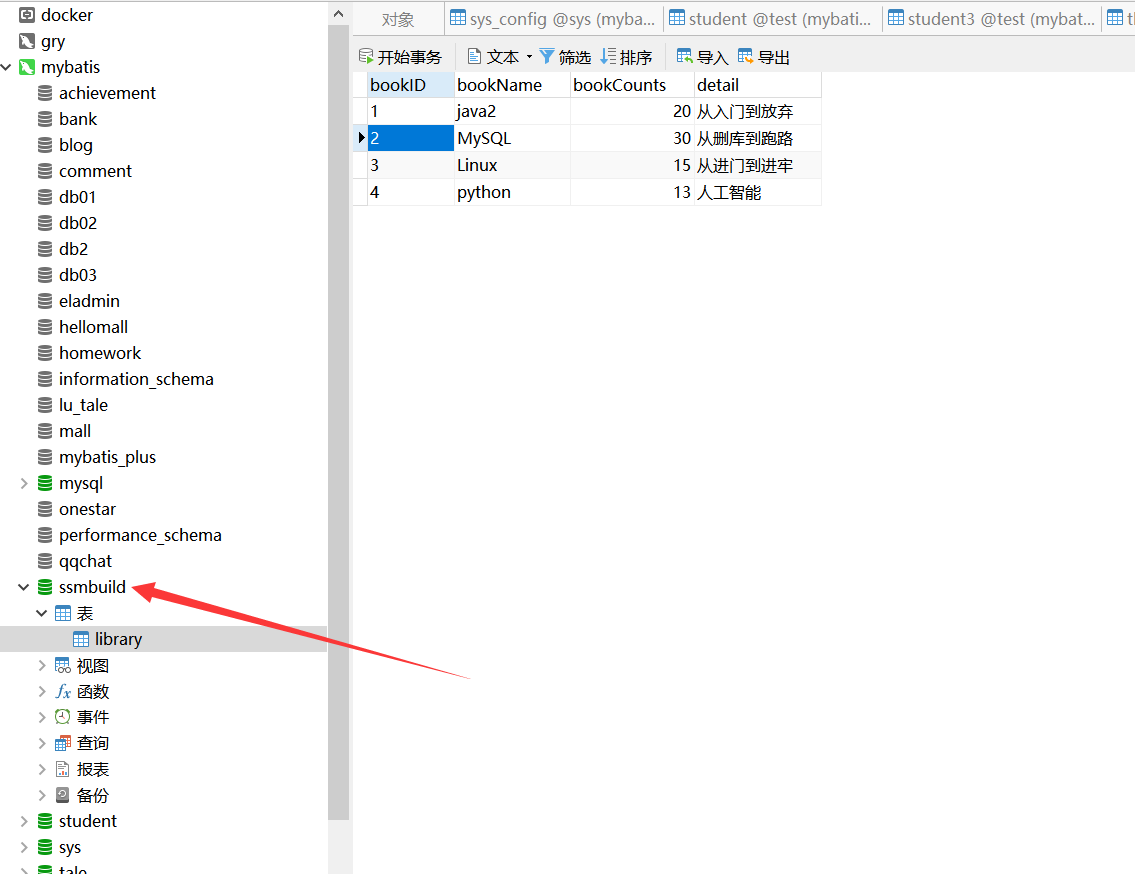 docker
gry
mybatis
achievement
bank
blog
comment
db01
db02
db2
db03
eladmin
hellomall
homework
information_schema
lu_tale
mall
mybatis_plus
mysql
onestar
performance_schema
qqchat
ssmbuild
表
library
视图
fx 函数
事件
查询
报表
备份
student
sys
tale
对象 sys_config @sys (myba... student @test (mybati... student3 @test (mybat...
开始事务 文本 筛选 排序 导入 导出
bookID bookName bookCounts detail
1 java2 20 从入门到放弃
2 MySQL 30 从删库到跑路
3 Linux 15 从进门到进牢
4 python 13 人工智能